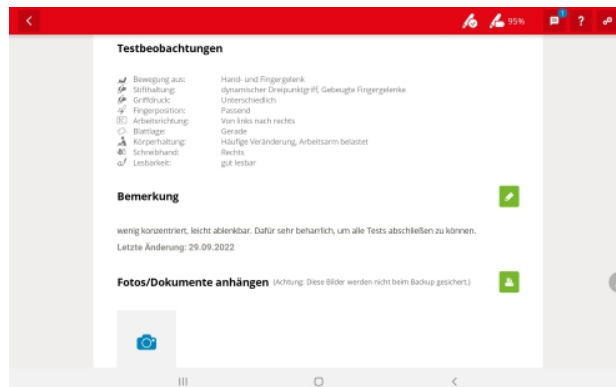 95%
1
?
Testbeobachtungen
Bewegung aus: Hand- und Fingergelenk
Stifthaltung: dynamischer Dreipunktgriff, Gebeugte Fingergelenke
Griffdruck: Unterschiedlich
Fingerposition: Passend
Arbeitsrichtung: Von links nach rechts
Blattlage: Gerade
Körperhaltung: Häufige Veränderung, Arbeitsarm belastet
Schreibhand: Rechts
Lesbarkeit: gut lesbar
Bemerkung
wenig konzentriert, leicht ablenkbar. Dafür sehr beharrlich, um alle Tests abschließen zu können.
Letzte Änderung: 29.09.2022
Fotos/Dokumente anhängen (Achtung: Diese Bilder werden nicht beim Backup gesichert.)